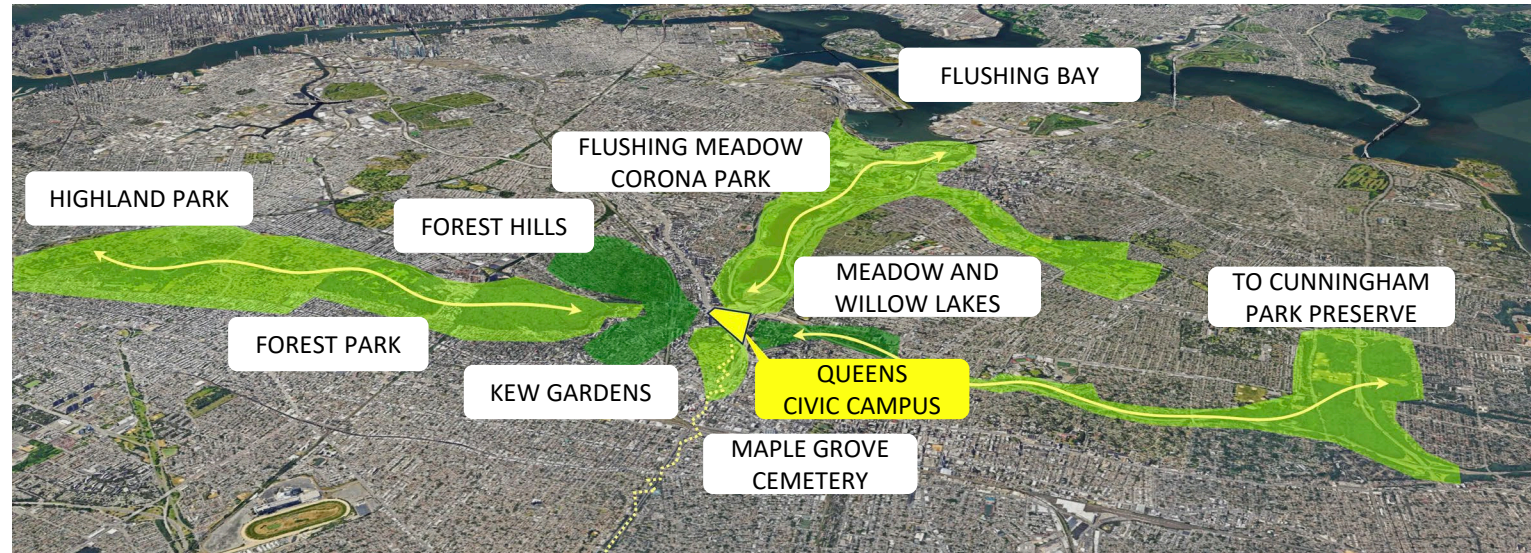 FLUSHING BAY
FLUSHING MEADOW
CORONA PARK
HIGHLAND PARK
FOREST HILLS
MEADOW AND
WILLOW LAKES
TO CUNNINGHAM
PARK PRESERVE
FOREST PARK
KEW GARDENS
QUEENS
CIVIC CAMPUS
MAPLE GROVE
CEMETERY